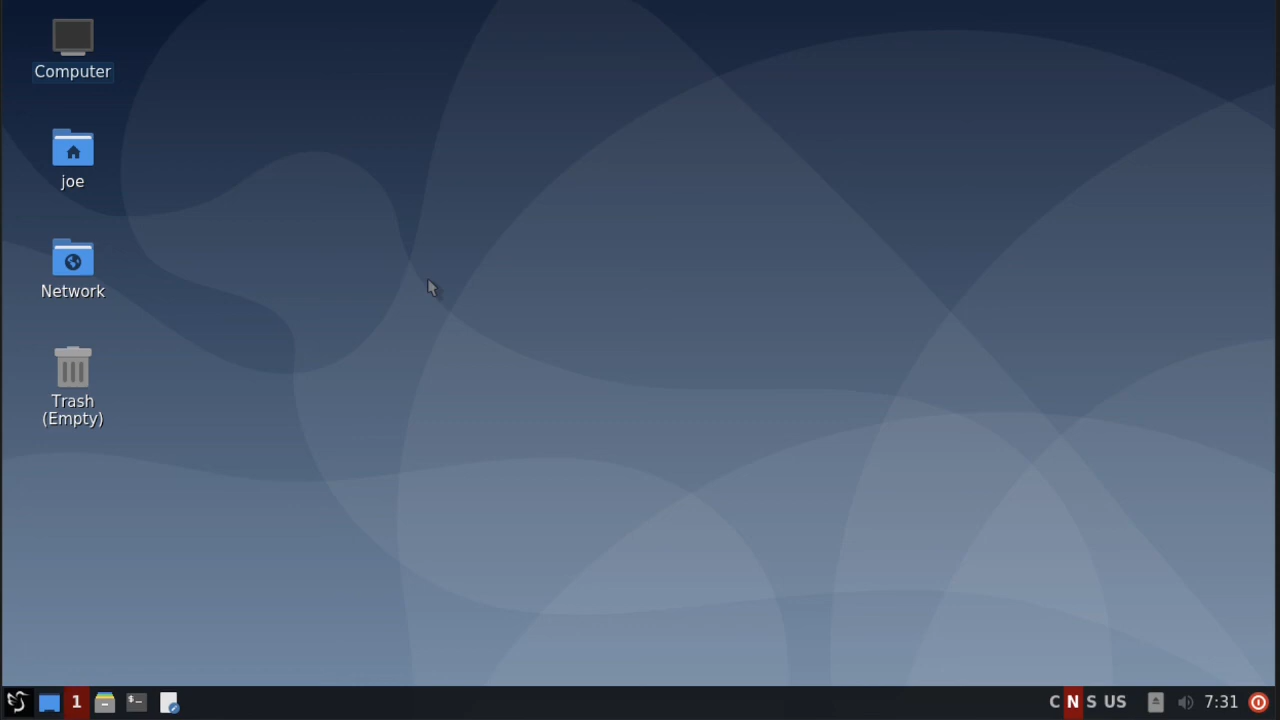 Computer
joe
Network
Trash
(Empty)
1
$-
C N S US
7:31